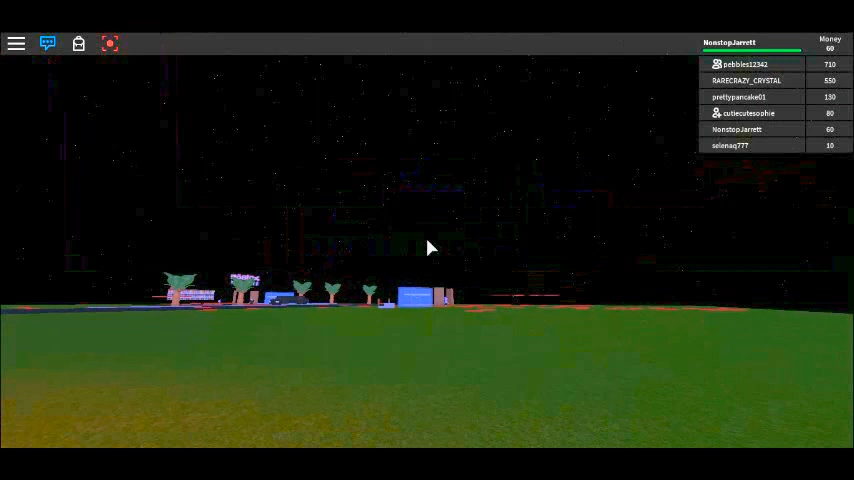 NonstopJarrett Money
60
pebbles12342 710
RARECRAZY_CRYSTAL 550
prettypancake01 130
cutiecutesophie 80
NonstopJarrett 60
selenaq777 10